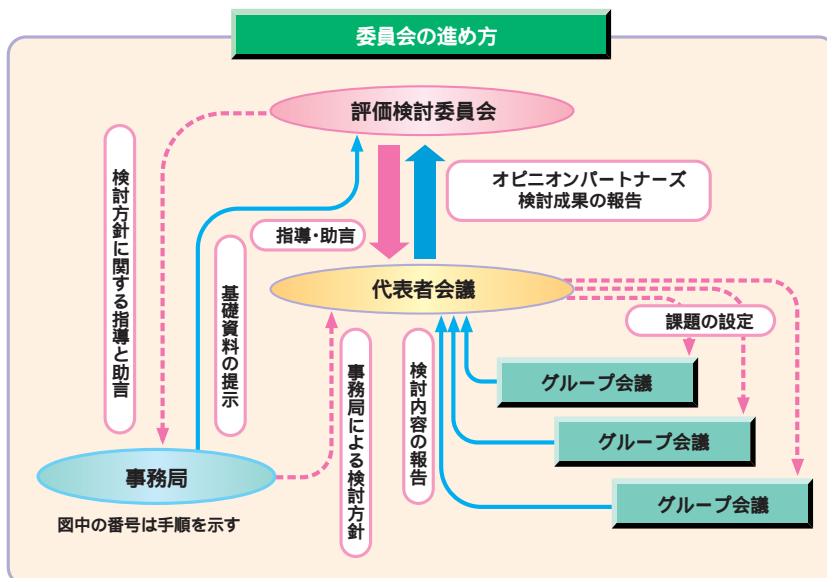 委員会の進め方
評価検討委員会
オピニオンパートナーズ
検討成果の報告
指導・助言
検討方針に関する指導と助言
基礎資料の提示
代表者会議
課題の設定
事務局による検討方針
検討内容の報告
グループ会議
グループ会議
グループ会議
事務局
図中の番号は手順を示す